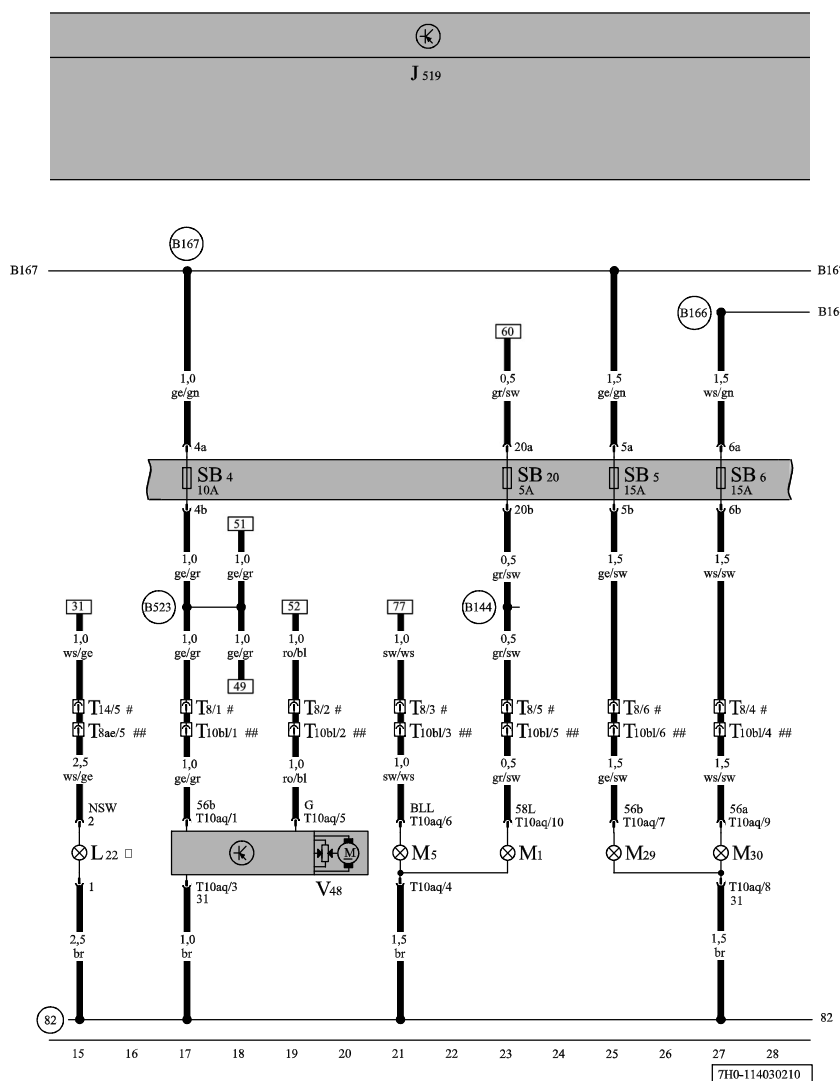 J 519
B167
B167
B16
B166
B16
60
1,0 0,5 1,5 1,5
ge/gn gr/sw ge/gn ws/gn
4a 20a 5a 6a
SB 4 SB 20 SB 5 SB 6
10A 5A 15A 15A
4b 20b 5b 6b
51
1,0 1,0 0,5 1,5 1,5
ge/gr ge/gr gr/sw ge/sw ws/sw
31 B523 52 77 B144
1,0 1,0 1,0 1,0 1,0 0,5
ws/ge ge/gr ge/gr ro/bl sw/ws gr/sw
49
T14/5 # T8/1 # T8/2 # T8/3 # T8/5 # T8/6 # T8/4 #
T8ae/5 ## T10bl/1 ## T10bl/2 ## T10bl/3 ## T10bl/5 ## T10bl/6 ## T10bl/4 ##
2,5 1,0 1,0 1,0 0,5 1,5 1,5
ws/ge ge/gr ro/bl sw/ws gr/sw ge/sw ws/sw
NSW 56b G BLL 58L 56b 56a
2 T10aq/1 T10aq/5 T10aq/6 T10aq/10 T10aq/7 T10aq/9
L22 □ M M5 M1 M29 M30
1 T10aq/3 V48 T10aq/4 T10aq/8
31 31
2,5 1,0 1,5 1,5
br br br br
82 82
15 16 17 18 19 20 21 22 23 24 25 26 27 28
7H0-114030210